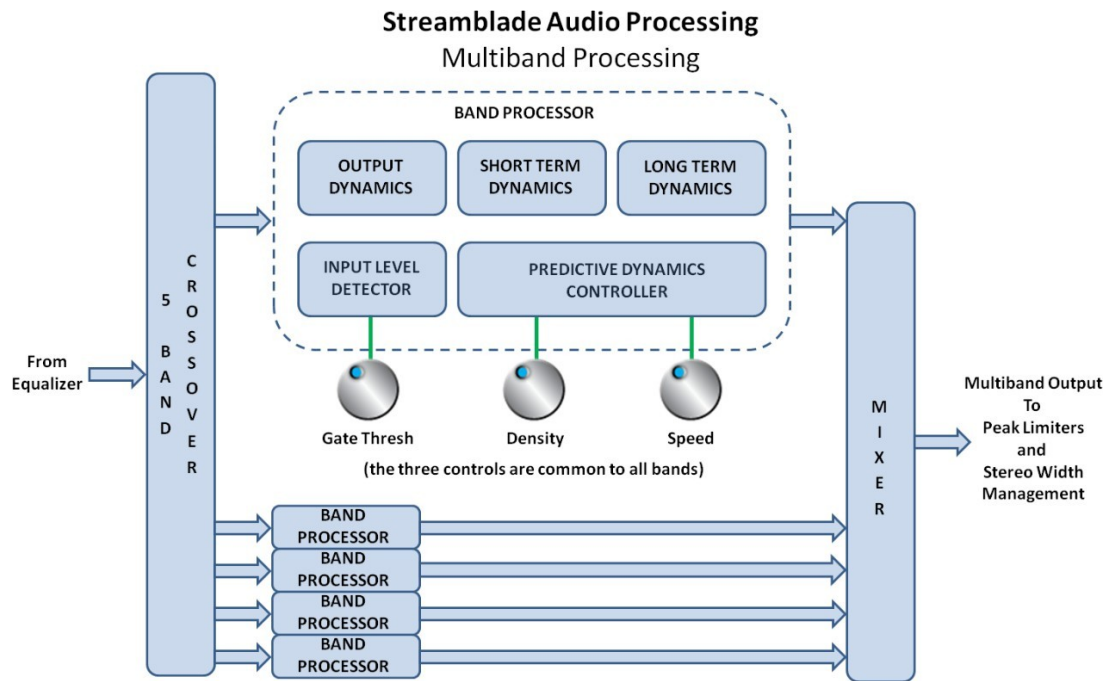 Streamblade Audio Processing
Multiband Processing
BAND PROCESSOR
OUTPUT
DYNAMICS
SHORT TERM
DYNAMICS
LONG TERM
DYNAMICS
INPUT LEVEL
DETECTOR
PREDICTIVE DYNAMICS
CONTROLLER
5 BAND
CROSSOVER
From
Equalizer
Gate Thresh
Density
Speed
(the three controls are common to all bands)
BAND
PROCESSOR
BAND
PROCESSOR
BAND
PROCESSOR
BAND
PROCESSOR
MIXER
Multiband Output
To
Peak Limiters
and
Stereo Width
Management